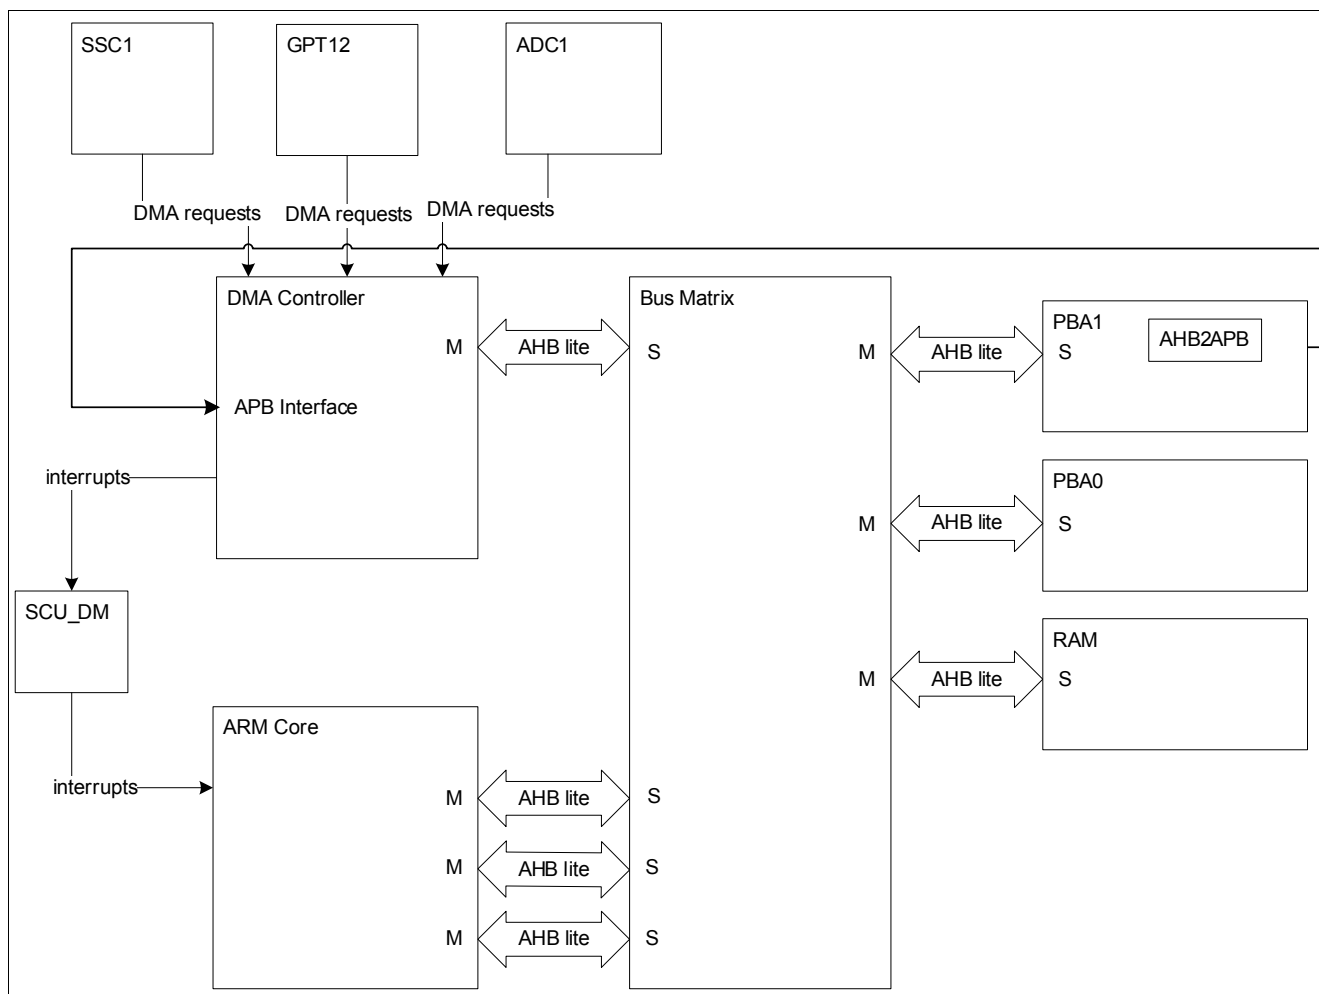 SSC1
GPT12
ADC1
DMA requests
DMA requests
DMA requests
DMA Controller
M
AHB lite
APB Interface
Bus Matrix
S
M
AHB lite
PBA1
S
AHB2APB
interrupts
M
AHB lite
PBA0
S
SCU_DM
M
AHB lite
RAM
S
interrupts
ARM Core
M
AHB lite
S
M
AHB lite
S
M
AHB lite
S